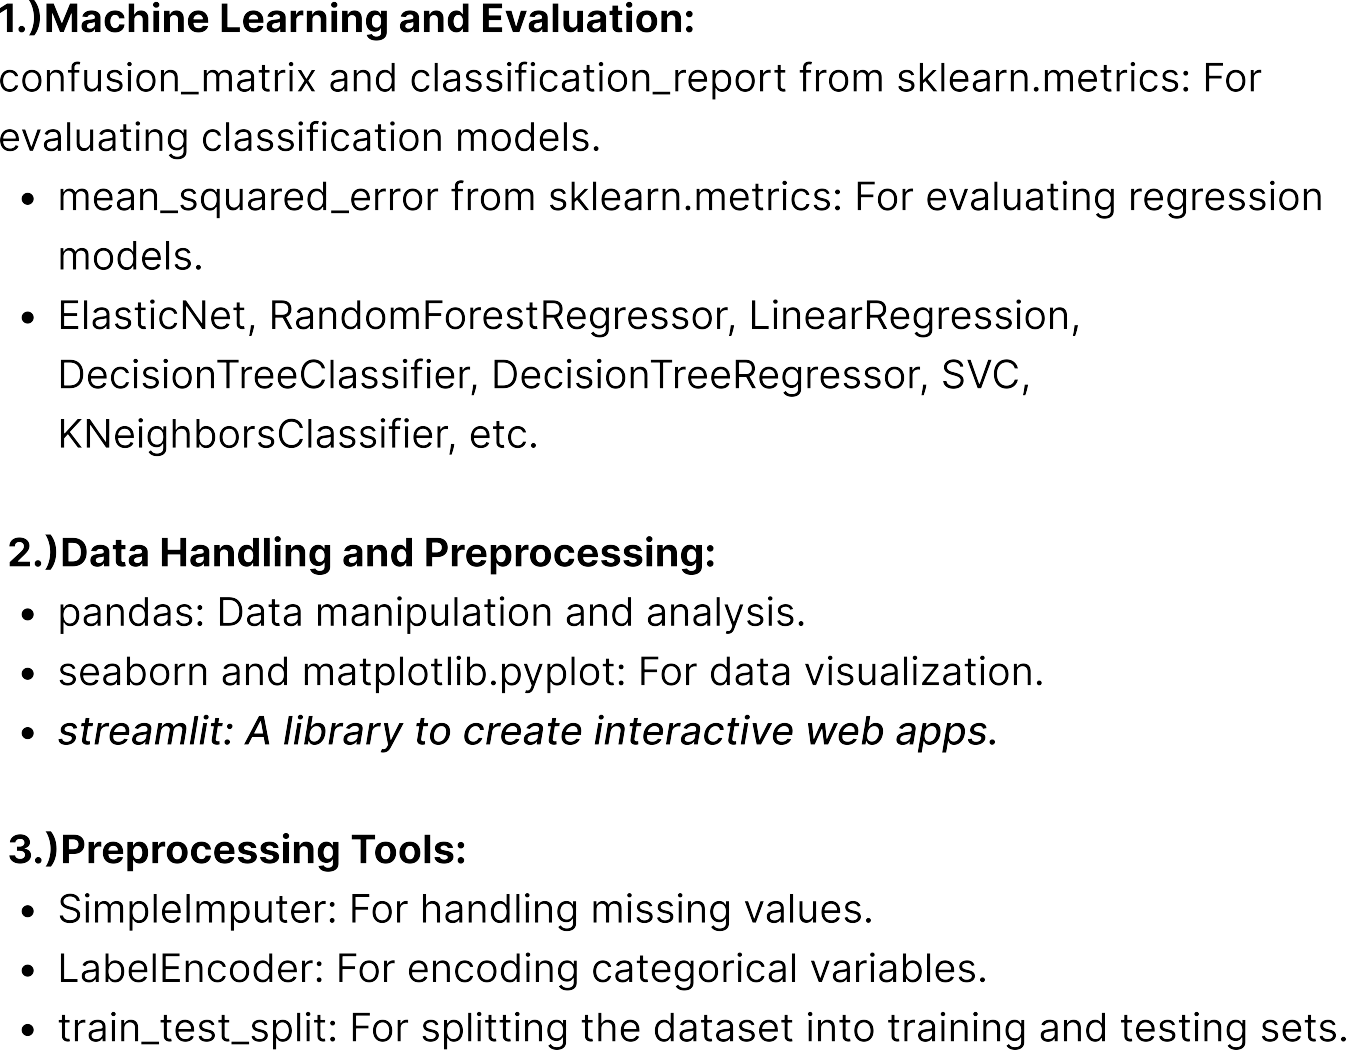 1.)Machine Learning and Evaluation:
confusion_matrix and classification_report from sklearn.metrics: For
evaluating classification models.
• mean_squared_error from sklearn.metrics: For evaluating regression
models.
• ElasticNet, RandomForestRegressor, LinearRegression,
DecisionTreeClassifier, DecisionTreeRegressor, SVC,
KNeighborsClassifier, etc.
2.)Data Handling and Preprocessing:
• pandas: Data manipulation and analysis.
• seaborn and matplotlib.pyplot: For data visualization.
• streamlit: A library to create interactive web apps.
3.)Preprocessing Tools:
• SimpleImputer: For handling missing values.
• LabelEncoder: For encoding categorical variables.
• train_test_split: For splitting the dataset into training and testing sets.